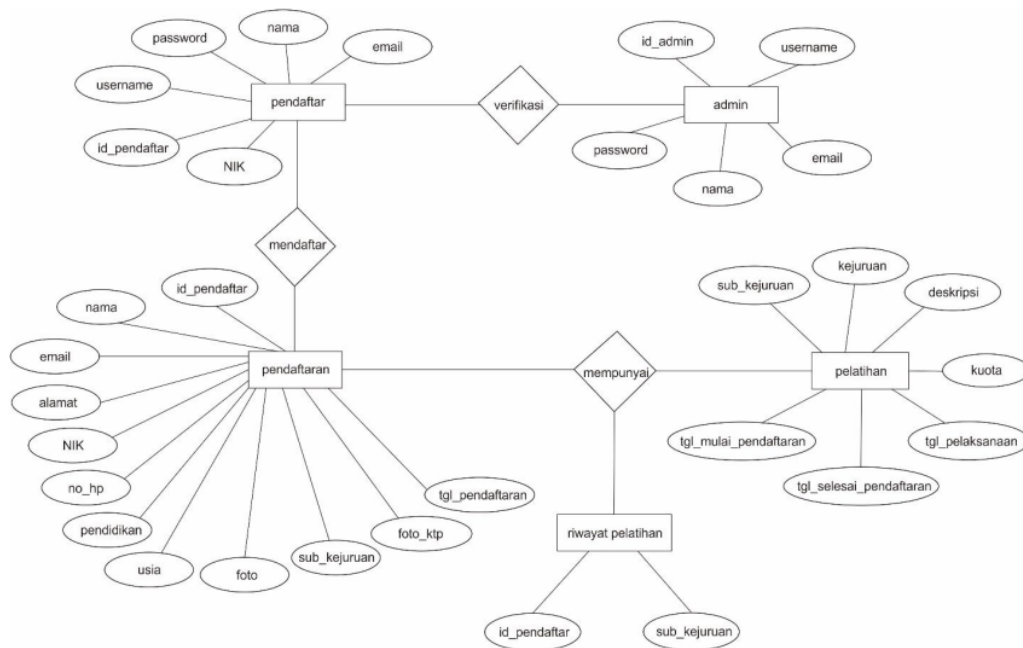 nama
password
email
username
pendaftar
id_pendaftar
NIK
verifikasi
id_admin
username
admin
password
email
nama
mendaftar
id_pendaftar
nama
email
pendaftaran
alamat
NIK
no_hp
pendidikan
usia
foto
sub_kejuruan
foto_ktp
tgl_pendaftaran
mempunyai
kejuruan
sub_kejuruan
deskripsi
pelatihan
kuota
tgl_mulai_pendaftaran
tgl_pelaksanaan
tgl_selesai_pendaftaran
riwayat pelatihan
id_pendaftar
sub_kejuruan